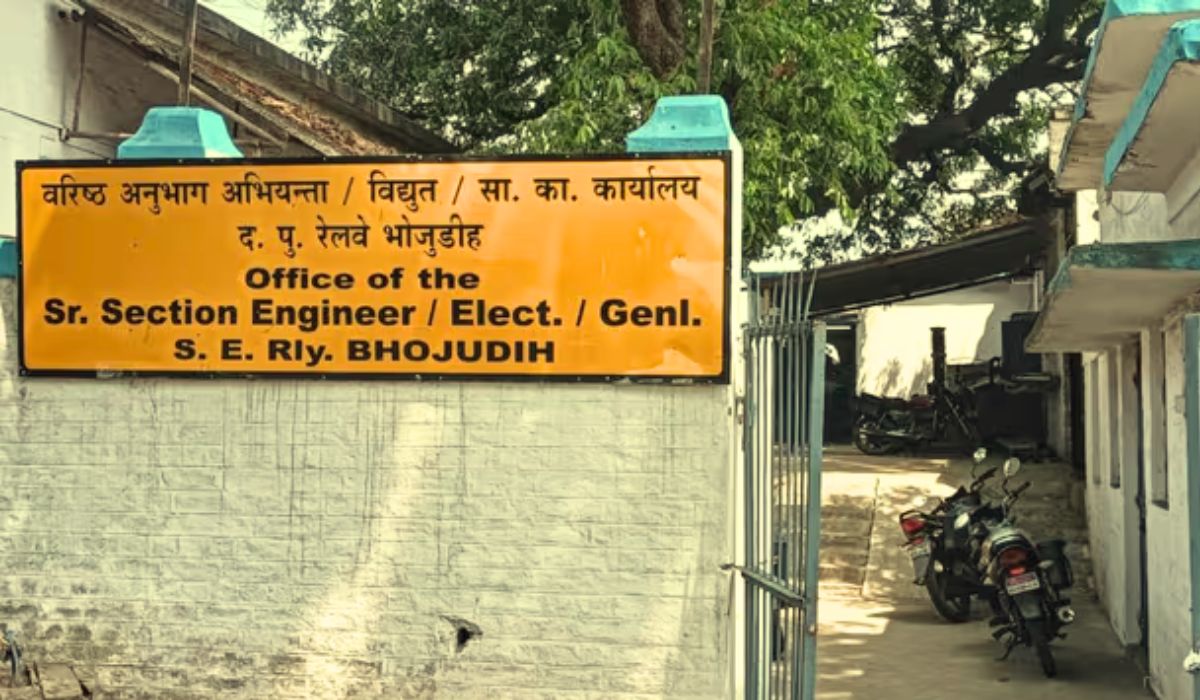 वरिष्ठ अनुभाग अभियन्ता / विद्युत / सा. का. कार्यालय
द. पु. रेलवे भोजुडीह
Office of the
Sr. Section Engineer / Elect. / Genl.
S. E. Rly. BHOJUDIH